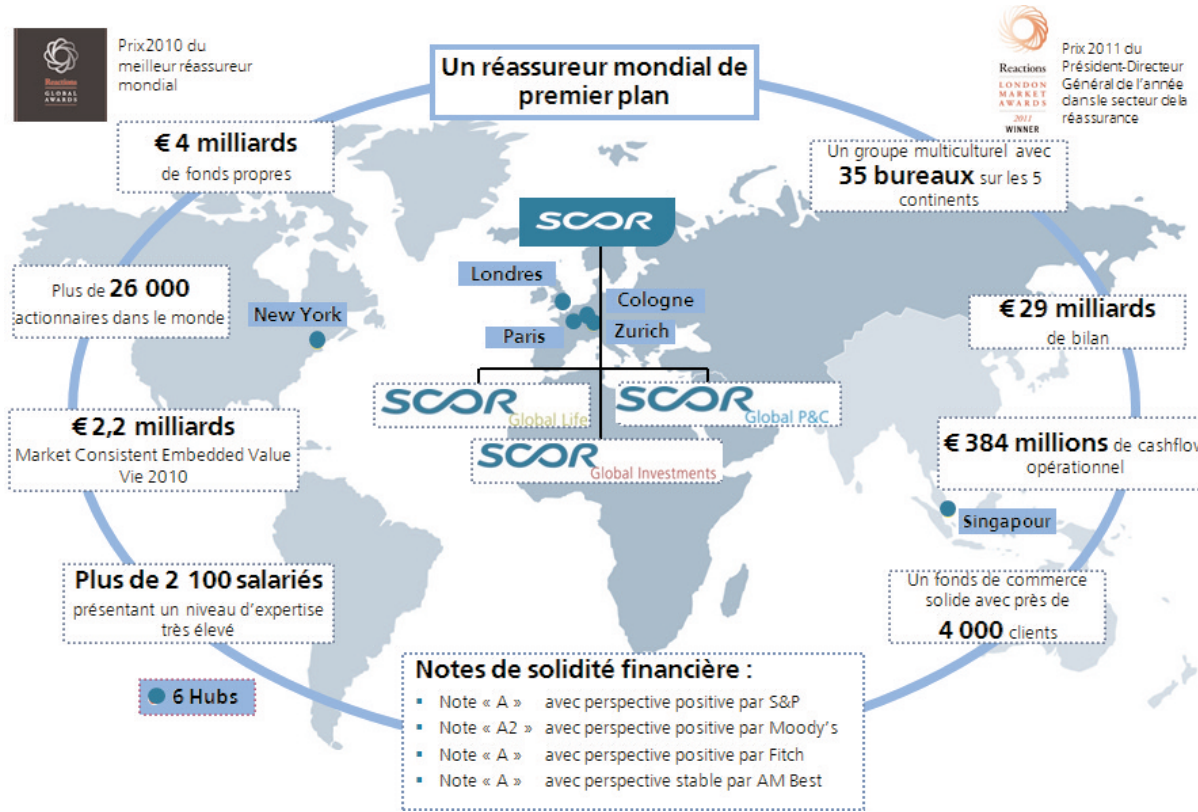 Reactions
GLOBAL
AWARDS
Prix2010 du
meilleur réassureur
mondial
Un réassureur mondial de
premier plan
Reactions
LONDON
MARKET
AWARDS
2011
WINNER
Prix 2011 du
Président-Directeur
Général de l'année
dans le secteur de la
réassurance
€ 4 milliards
de fonds propres
Un groupe multiculturel avec
35 bureaux sur les 5
continents
SCOR
Plus de 26 000
actionnaires dans le monde
New York
Londres
Paris
Cologne
Zurich
€ 29 milliards
de bilan
SCOR
Global Life
SCOR
Global P&C
SCOR
Global Investments
€ 2,2 milliards
Market Consistent Embedded Value
Vie 2010
€ 384 millions de cashflow
opérationnel
Singapour
Plus de 2 100 salariés
présentant un niveau d'expertise
très élevé
Un fonds de commerce
solide avec près de
4 000 clients
6 Hubs
Notes de solidité financière :
▪ Note « A » avec perspective positive par S&P
▪ Note « A2 » avec perspective positive par Moody's
▪ Note « A » avec perspective positive par Fitch
▪ Note « A » avec perspective stable par AM Best